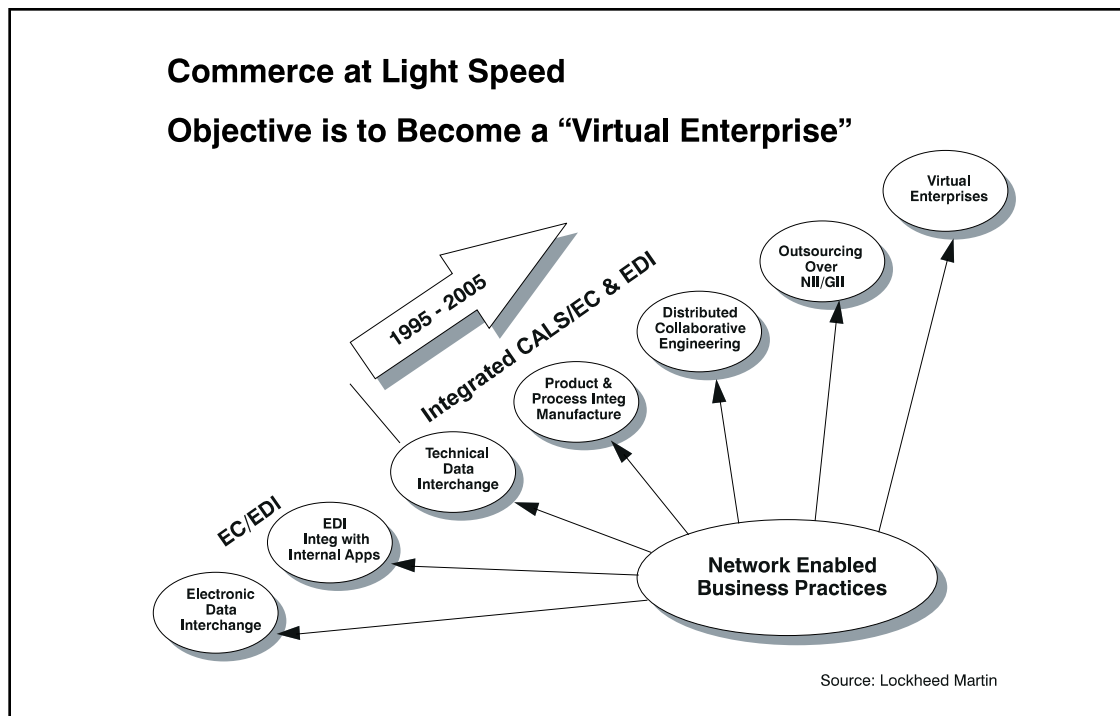 Commerce at Light Speed
Objective is to Become a “Virtual Enterprise”
Virtual
Enterprises
Outsourcing
Over
NII/GII
1995 - 2005
Integrated CALS/EC & EDI
Distributed
Collaborative
Engineering
Product &
Process Integ
Manufacture
Technical
Data
Interchange
EC/EDI
EDI
Integ with
Internal Apps
Electronic
Data
Interchange
Network Enabled
Business Practices
Source: Lockheed Martin